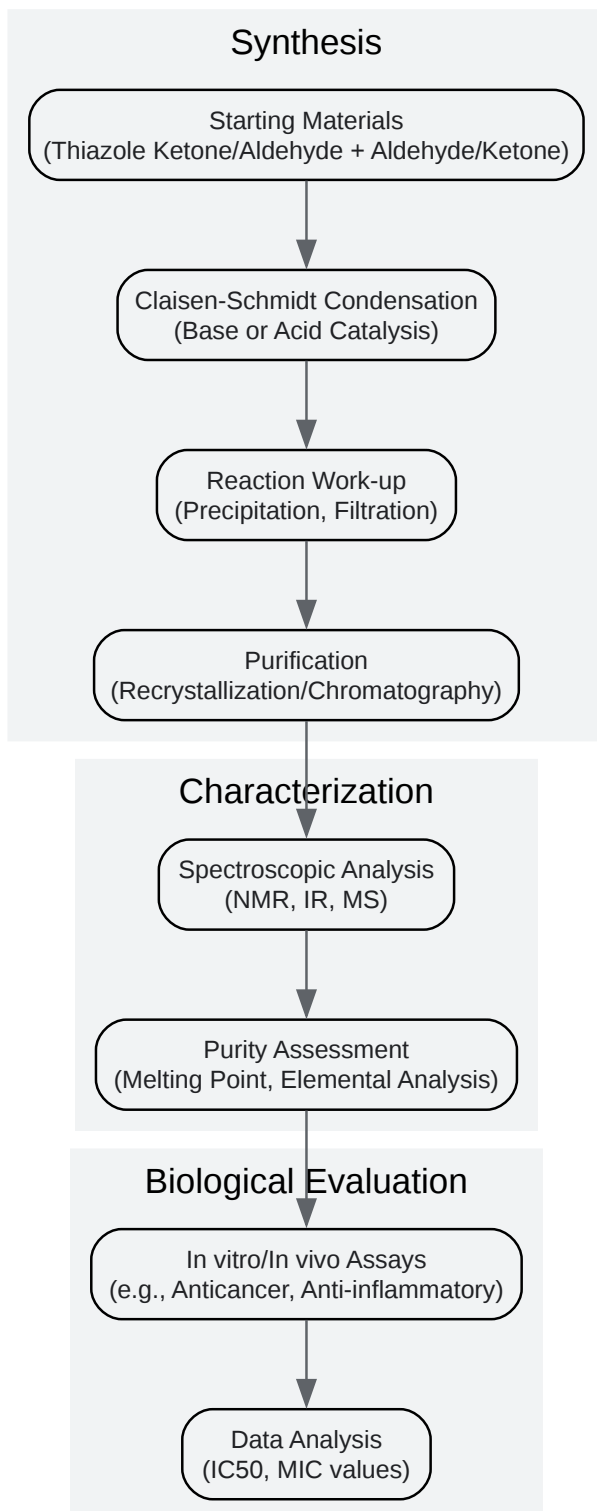 Synthesis
Starting Materials
(Thiazole Ketone/Aldehyde + Aldehyde/Ketone)
Claisen-Schmidt Condensation
(Base or Acid Catalysis)
Reaction Work-up
(Precipitation, Filtration)
Purification
(Recrystallization/Chromatography)
Characterization
Spectroscopic Analysis
(NMR, IR, MS)
Purity Assessment
(Melting Point, Elemental Analysis)
Biological Evaluation
In vitro/In vivo Assays
(e.g., Anticancer, Anti-inflammatory)
Data Analysis
(IC50, MIC values)